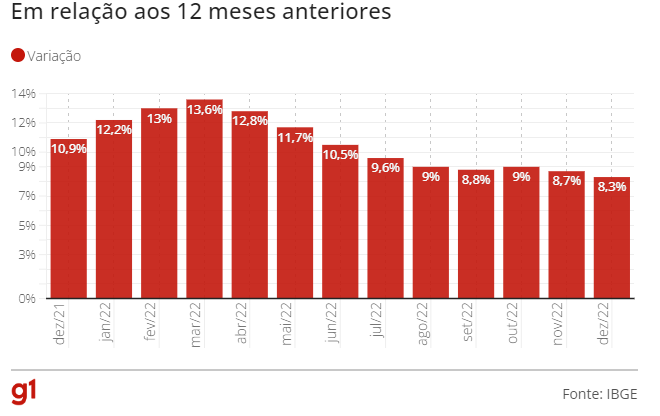 Em relação aos 12 meses anteriores
Variação
14%
12%
10%
9%
7%
5%
3%
0%
10,9%
12,2%
13%
13,6%
12,8%
11,7%
10,5%
9,6%
9%
8,8%
9%
8,7%
8,3%
dez/21
jan/22
fev/22
mar/22
abr/22
mai/22
jun/22
jul/22
ago/22
set/22
out/22
nov/22
dez/22
g1
Fonte: IBGE